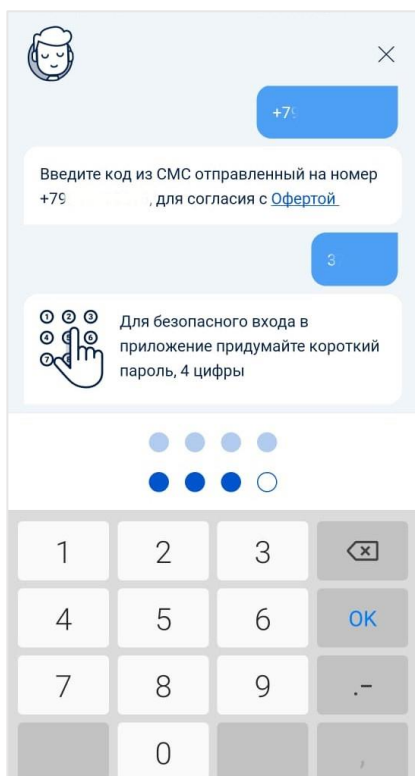 +79
Введите код из СМС отправленный на номер
+79 , для согласия с Офертой
3
Для безопасного входа в
приложение придумайте короткий
пароль, 4 цифры
1 2 3
4 5 6 OK
7 8 9 .-
0 ,